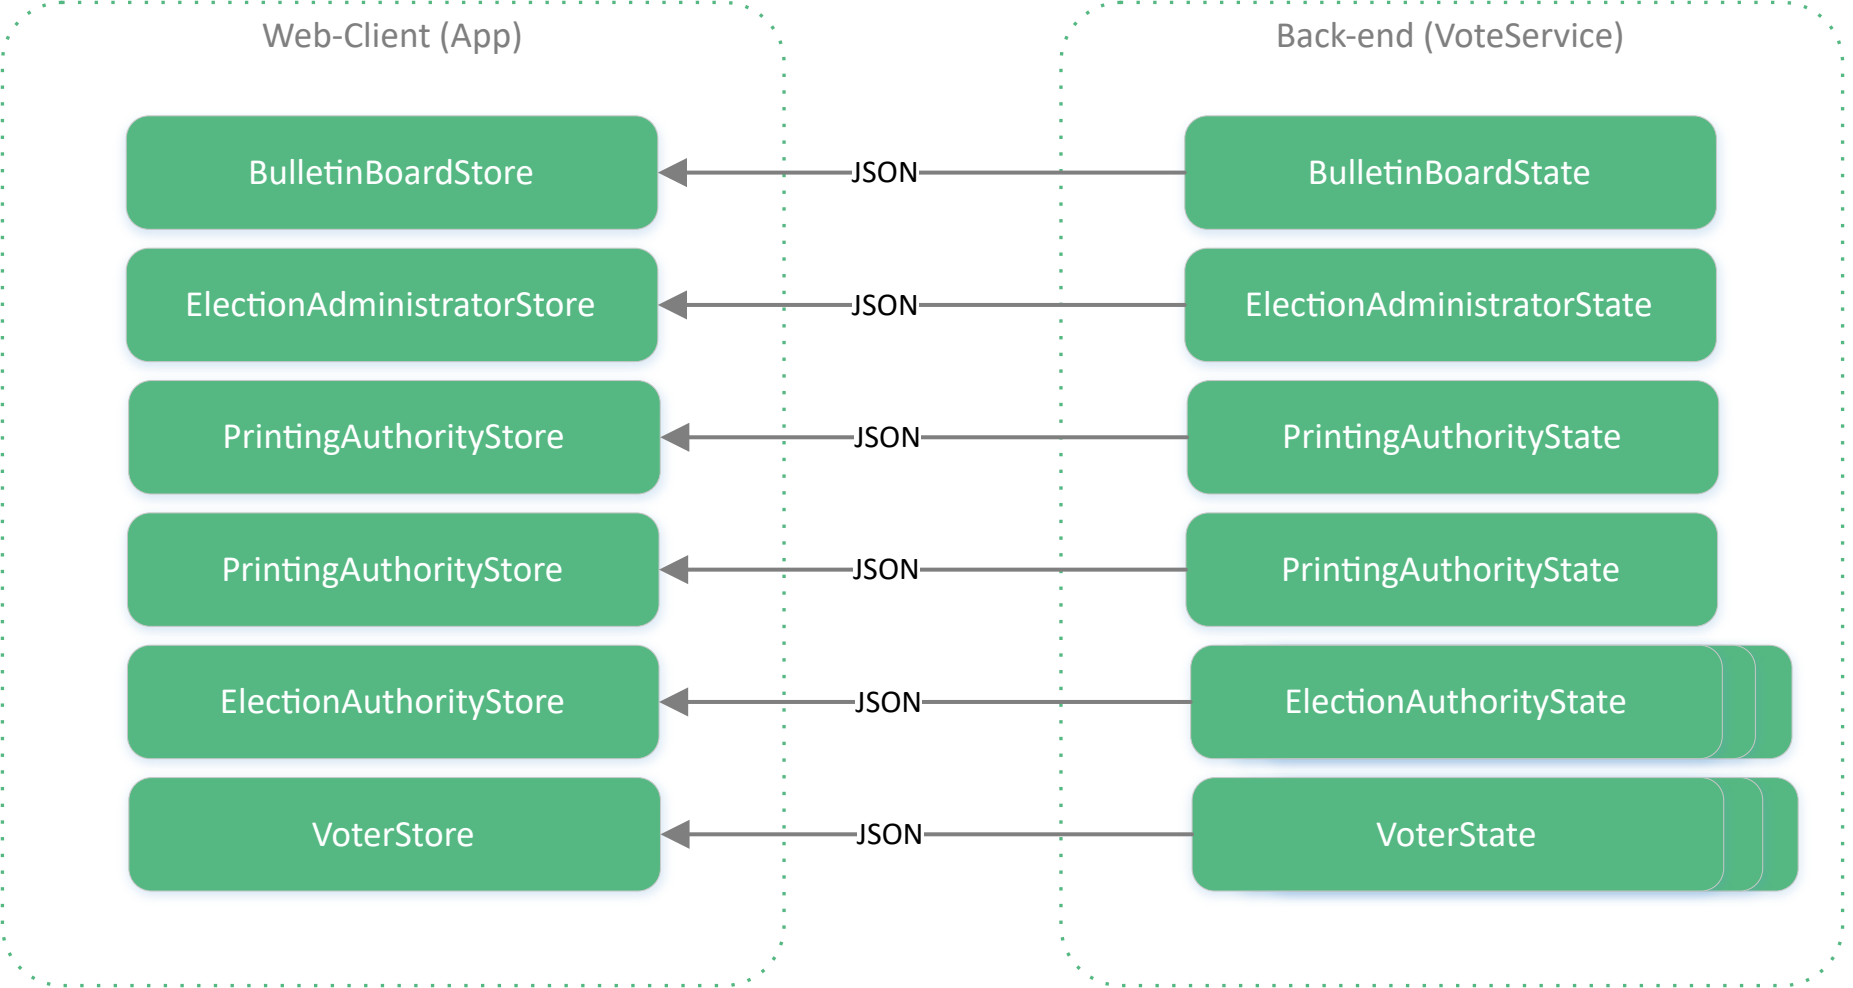 Web-Client (App)
Back-end (VoteService)
BulletinBoardStore
JSON
BulletinBoardState
ElectionAdministratorStore
JSON
ElectionAdministratorState
PrintingAuthorityStore
JSON
PrintingAuthorityState
PrintingAuthorityStore
JSON
PrintingAuthorityState
ElectionAuthorityStore
JSON
ElectionAuthorityState
VoterStore
JSON
VoterState